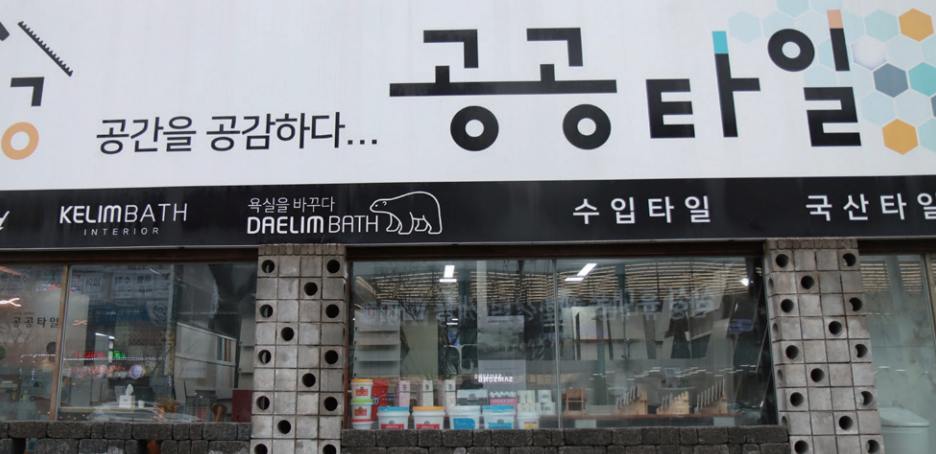 공공타일
공간을 공감하다...
KELIMBATH
INTERIOR
욕실을 바꾸다
DAELIM BATH
수입타일
국산타일
공공타일